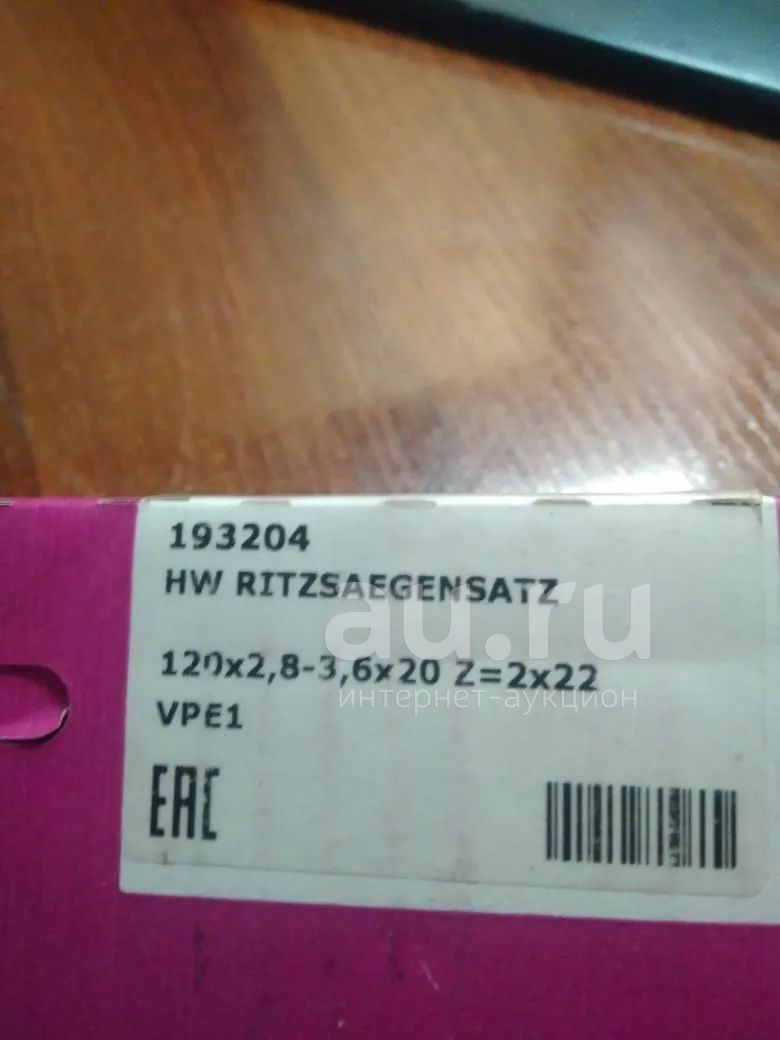 193204
HW RITZSAEGENSATZ
au.ru
120x2,8-3,6x20 Z=2x22
интернет-аукцион
VPE1
EAC